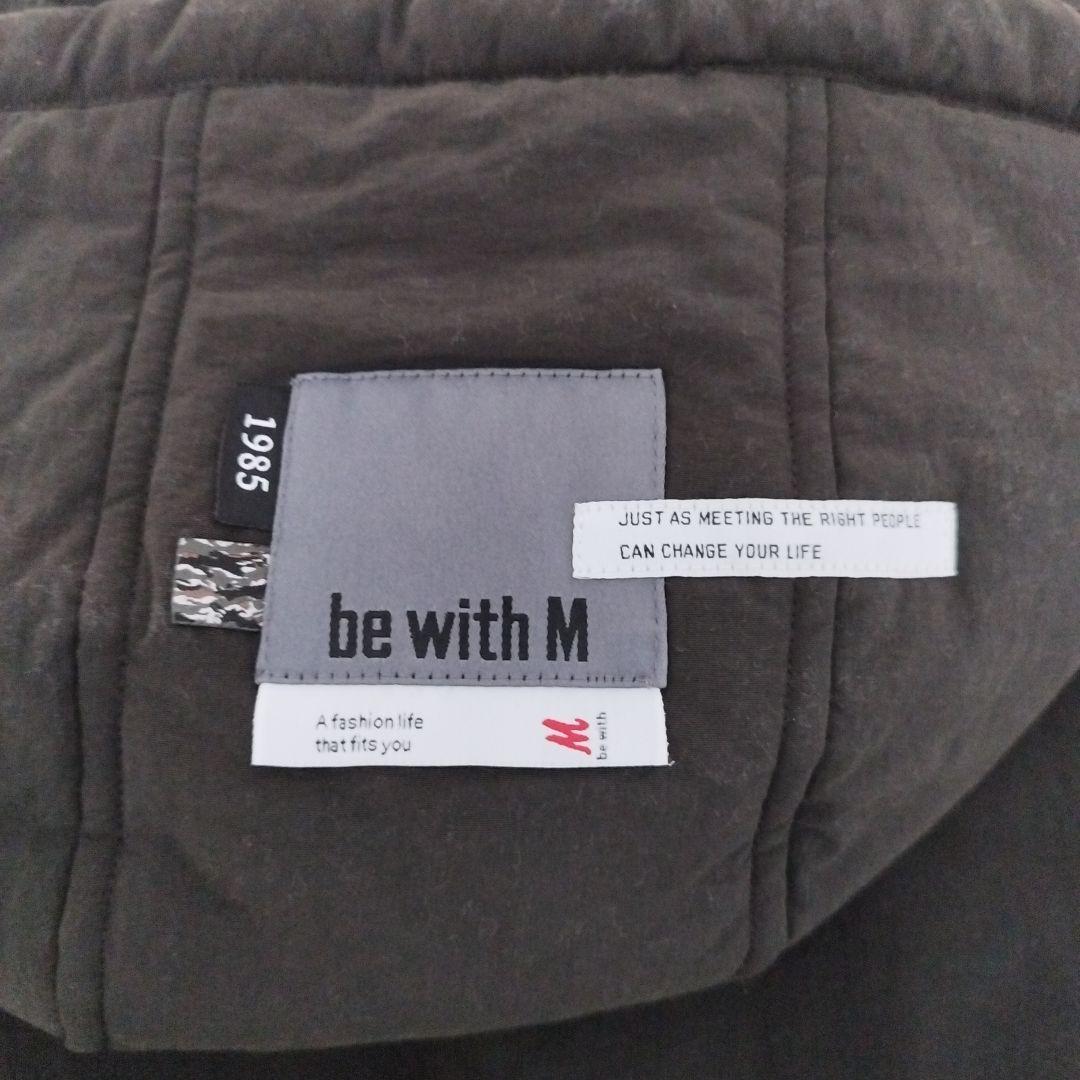 1985
JUST AS MEETING THE RIGHT PEOPLE
CAN CHANGE YOUR LIFE
be with M
A fashion life
that fits you
M
be with